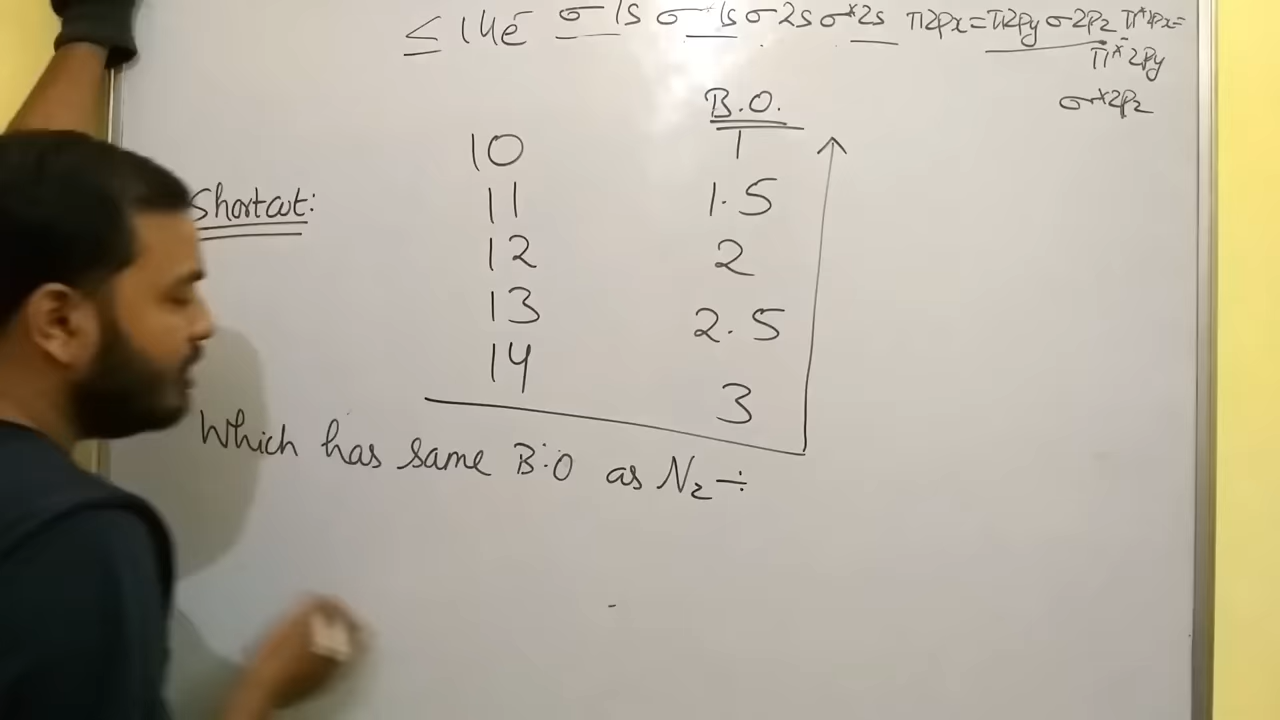 ≤ 14e⁻ σ1s σ*1s σ2s σ*2s π2px=π2py σ2pz π*2px=
π*2py
σ*2pz
B.O.
10 1
Shortcut:
11 1.5
12 2
13 2.5
14 3
Which has same B.O as N₂ ÷